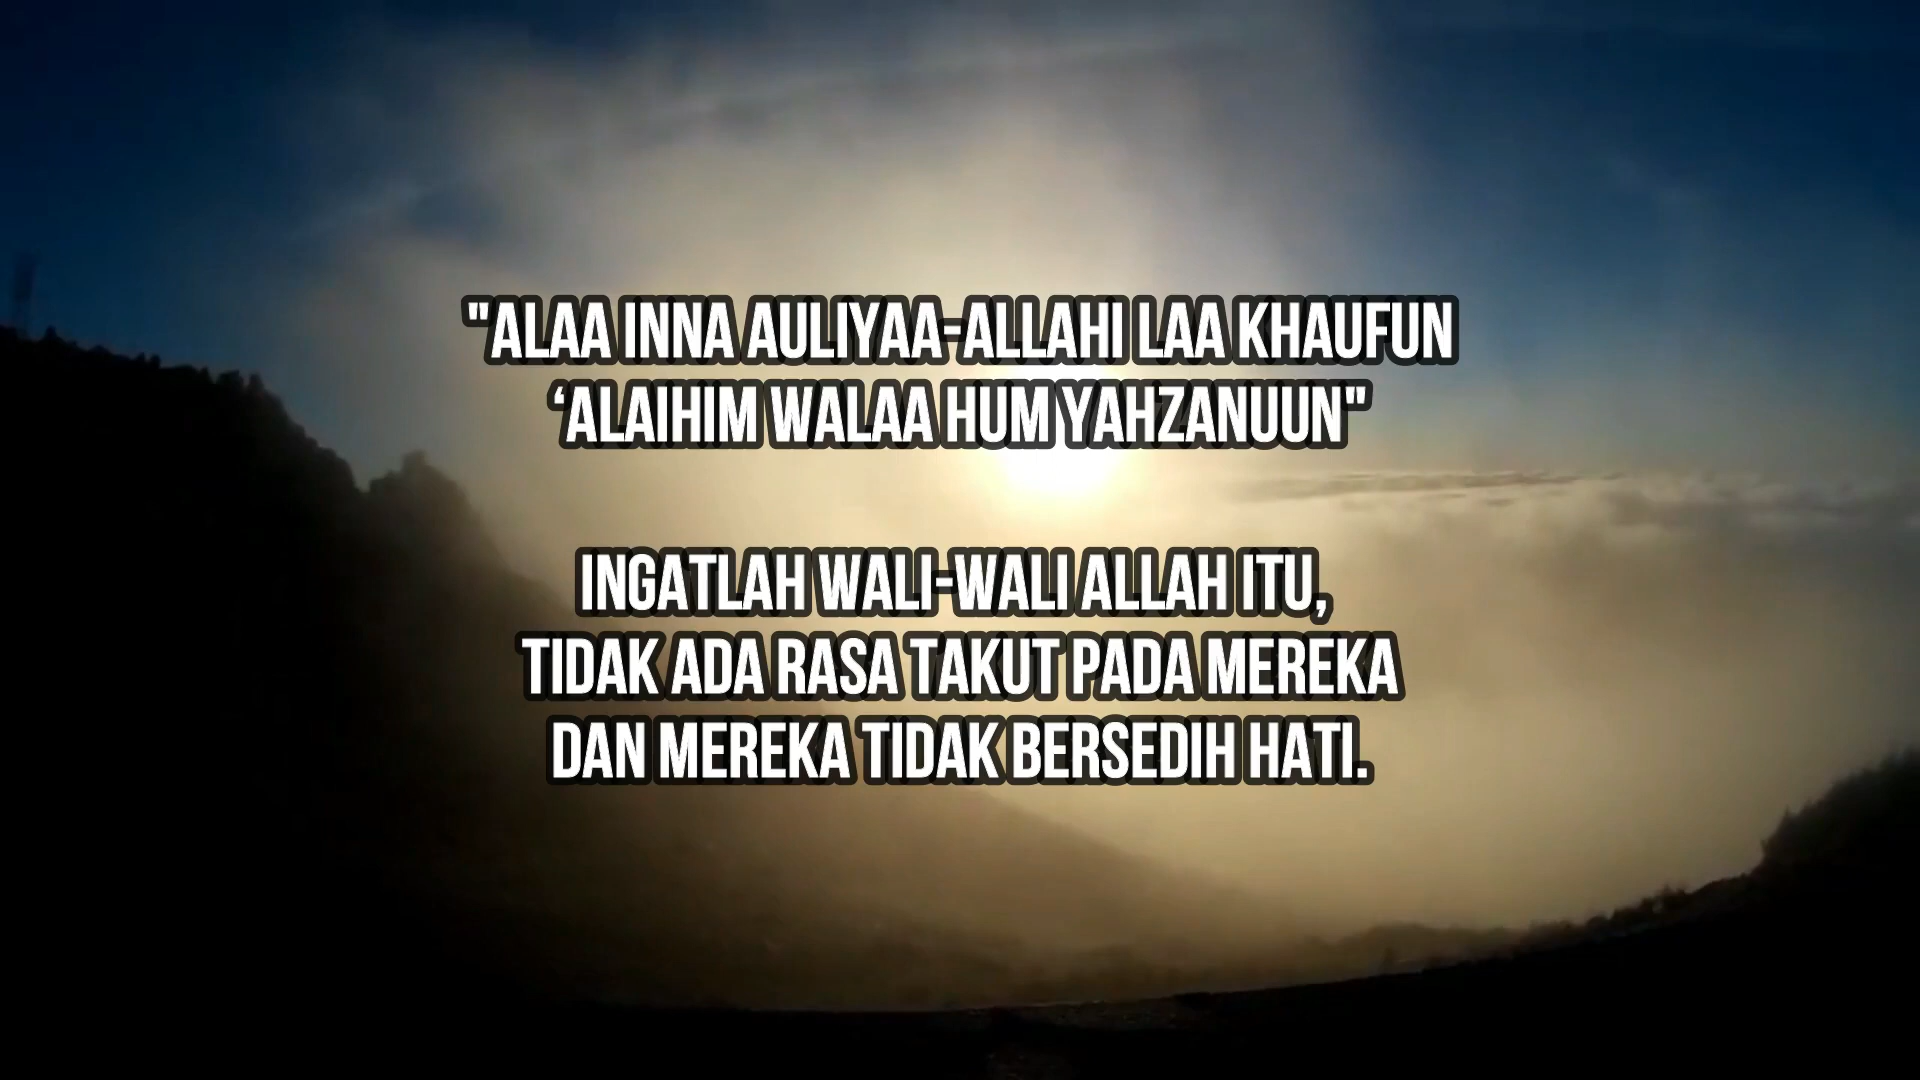 "ALAA INNA AULIYAA-ALLAHI LAA KHAUFUN
‘ALAIHIM WALAA HUM YAHZANUUN"
INGATLAH WALI-WALI ALLAH ITU,
TIDAK ADA RASA TAKUT PADA MEREKA
DAN MEREKA TIDAK BERSEDIH HATI.